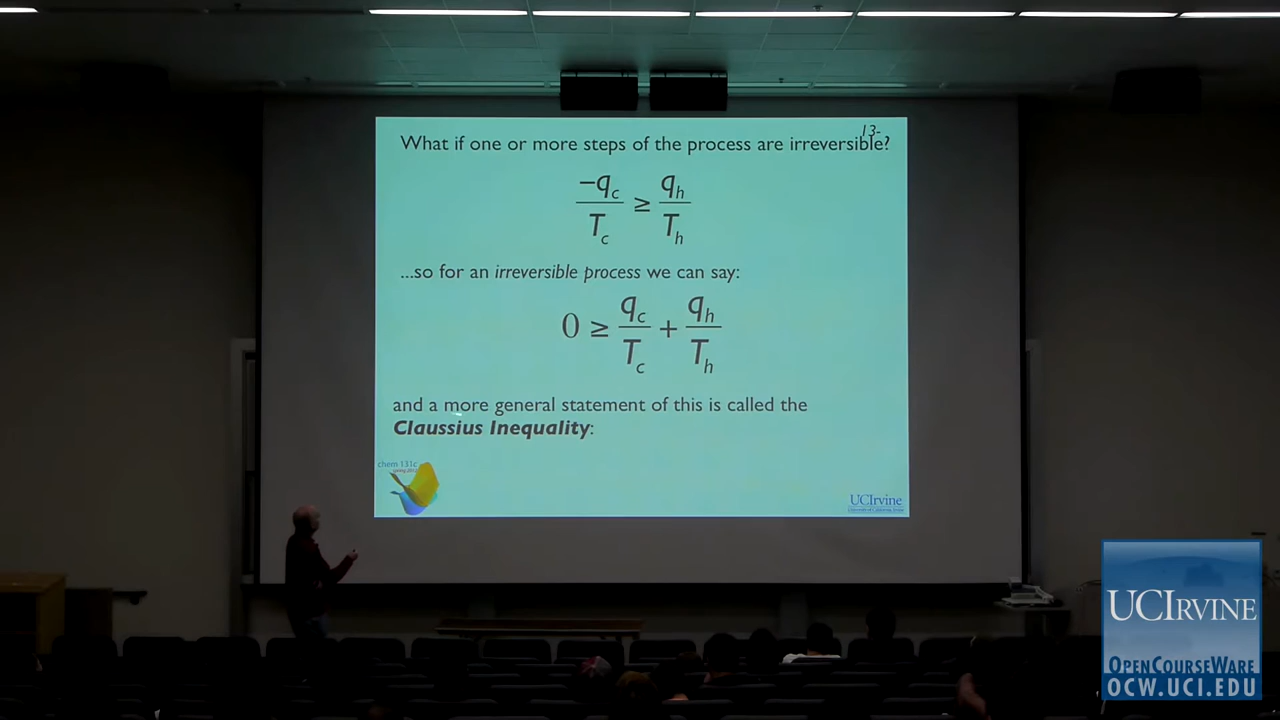 13-
What if one or more steps of the process are irreversible?
−q_c / T_c ≥ q_h / T_h
...so for an irreversible process we can say:
0 ≥ q_c / T_c + q_h / T_h
and a more general statement of this is called the
Claussius Inequality:
chem 131c
UCIrvine
UCIRVINE
OPENCOURSEWARE
OCW.UCI.EDU